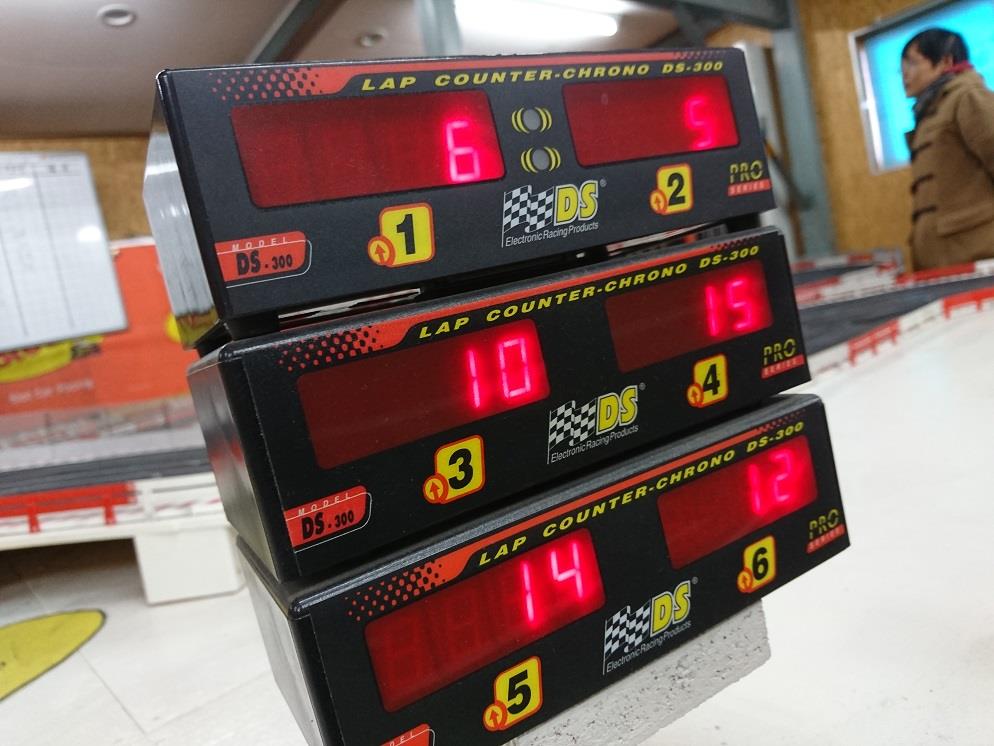 LAP COUNTER-CHRONO DS-300
6
5
1
2
DS®
Electronic Racing Products
PRO
SERIES
MODEL
DS-300
LAP COUNTER-CHRONO DS-300
10
15
3
4
DS®
Electronic Racing Products
PRO
SERIES
MODEL
DS-300
LAP COUNTER-CHRONO DS-300
14
12
5
6
DS®
Electronic Racing Products
PRO
SERIES
MODEL